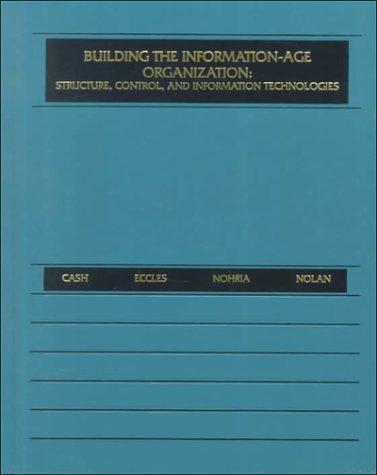 BUILDING THE INFORMATION-AGE
ORGANIZATION:
STRUCTURE, CONTROL, AND INFORMATION TECHNOLOGIES
CASH ECCLES NOHRIA NOLAN